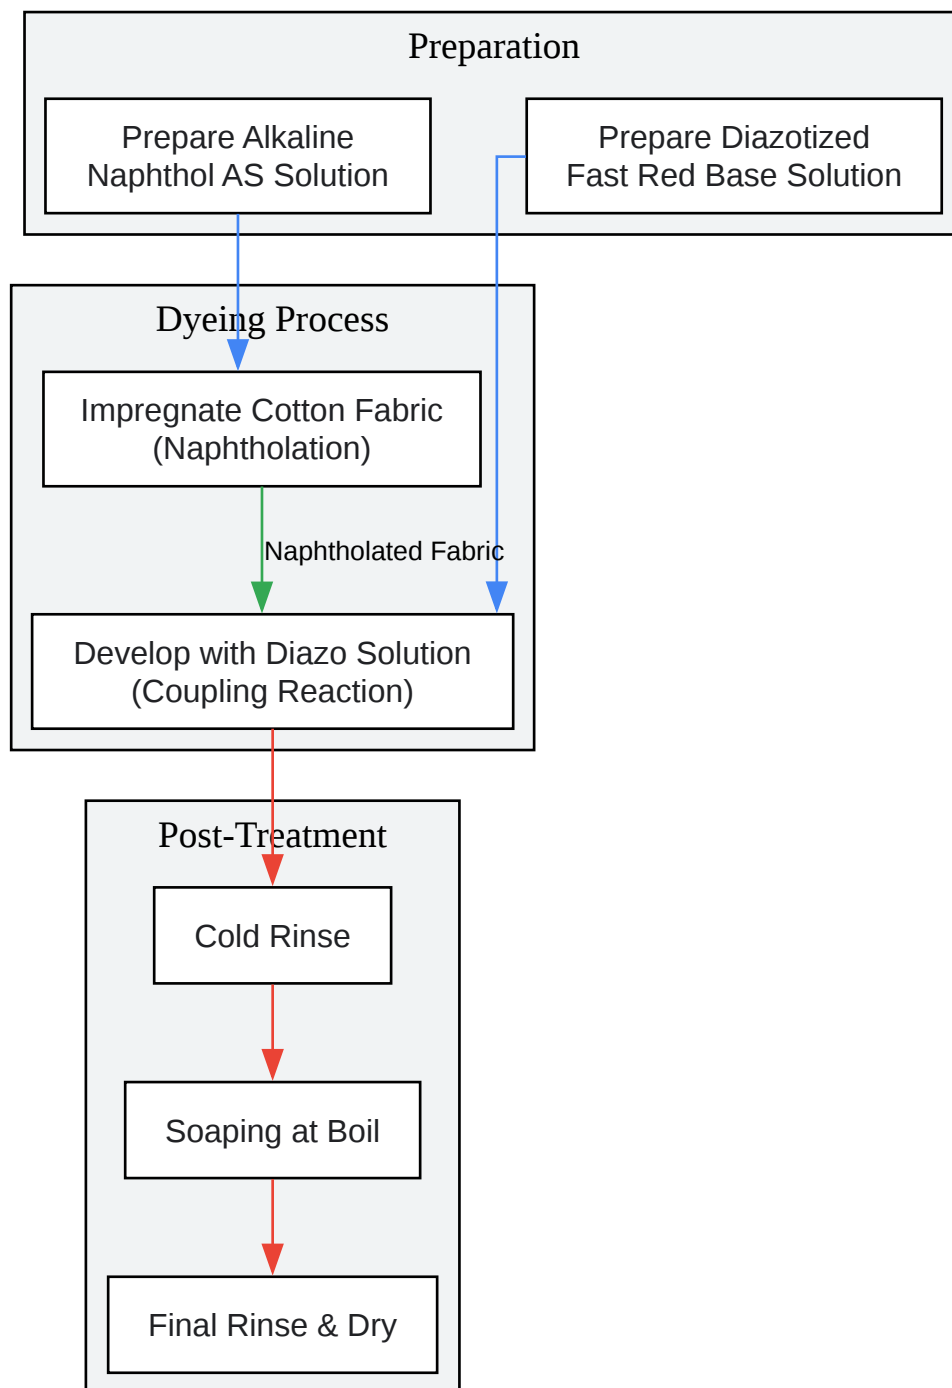 Preparation
Prepare Alkaline
Naphthol AS Solution
Prepare Diazotized
Fast Red Base Solution
Dyeing Process
Impregnate Cotton Fabric
(Naphtholation)
Naphtholated Fabric
Develop with Diazo Solution
(Coupling Reaction)
Post-Treatment
Cold Rinse
Soaping at Boil
Final Rinse & Dry